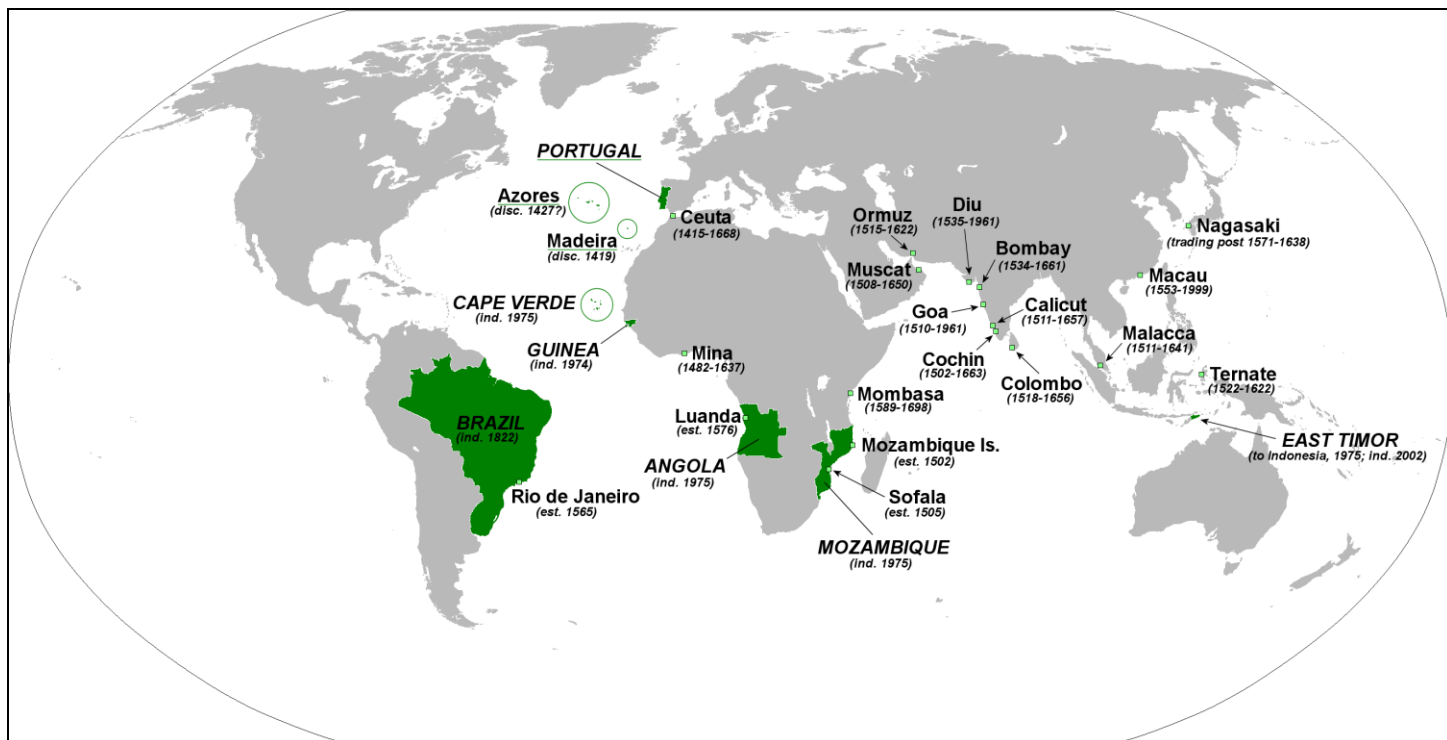 PORTUGAL
Azores
(disc. 1427?)
Madeira
(disc. 1419)
Ceuta
(1415-1668)
CAPE VERDE
(ind. 1975)
GUINEA
(ind. 1974)
Mina
(1482-1637)
BRAZIL
(ind. 1822)
Rio de Janeiro
(est. 1565)
Luanda
(est. 1576)
ANGOLA
(ind. 1975)
Ormuz
(1515-1622)
Muscat
(1508-1650)
Diu
(1535-1961)
Bombay
(1534-1661)
Goa
(1510-1961)
Calicut
(1511-1657)
Cochin
(1502-1663)
Colombo
(1518-1656)
Mombasa
(1589-1698)
Mozambique Is.
(est. 1502)
Sofala
(est. 1505)
MOZAMBIQUE
(ind. 1975)
Nagasaki
(trading post 1571-1638)
Macau
(1553-1999)
Malacca
(1511-1641)
Ternate
(1522-1622)
EAST TIMOR
(to indonesia, 1975; ind. 2002)